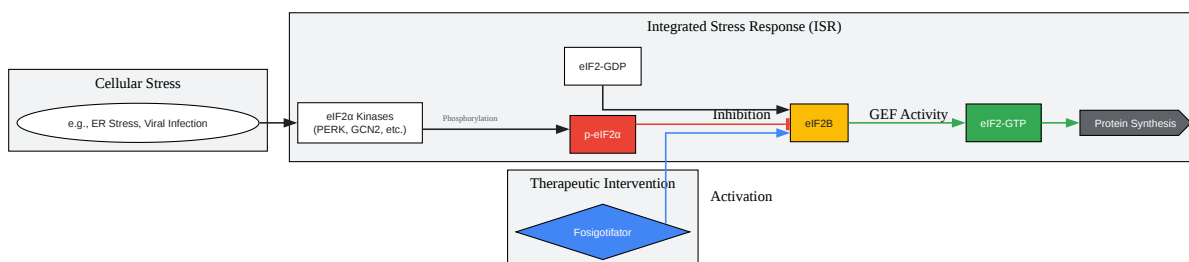 Integrated Stress Response (ISR)
eIF2-GDP
Cellular Stress
e.g., ER Stress, Viral Infection
eIF2α Kinases
(PERK, GCN2, etc.)
Phosphorylation
p-eIF2α
Inhibition
eIF2B
GEF Activity
eIF2-GTP
Protein Synthesis
Therapeutic Intervention
Activation
Fosigotifator